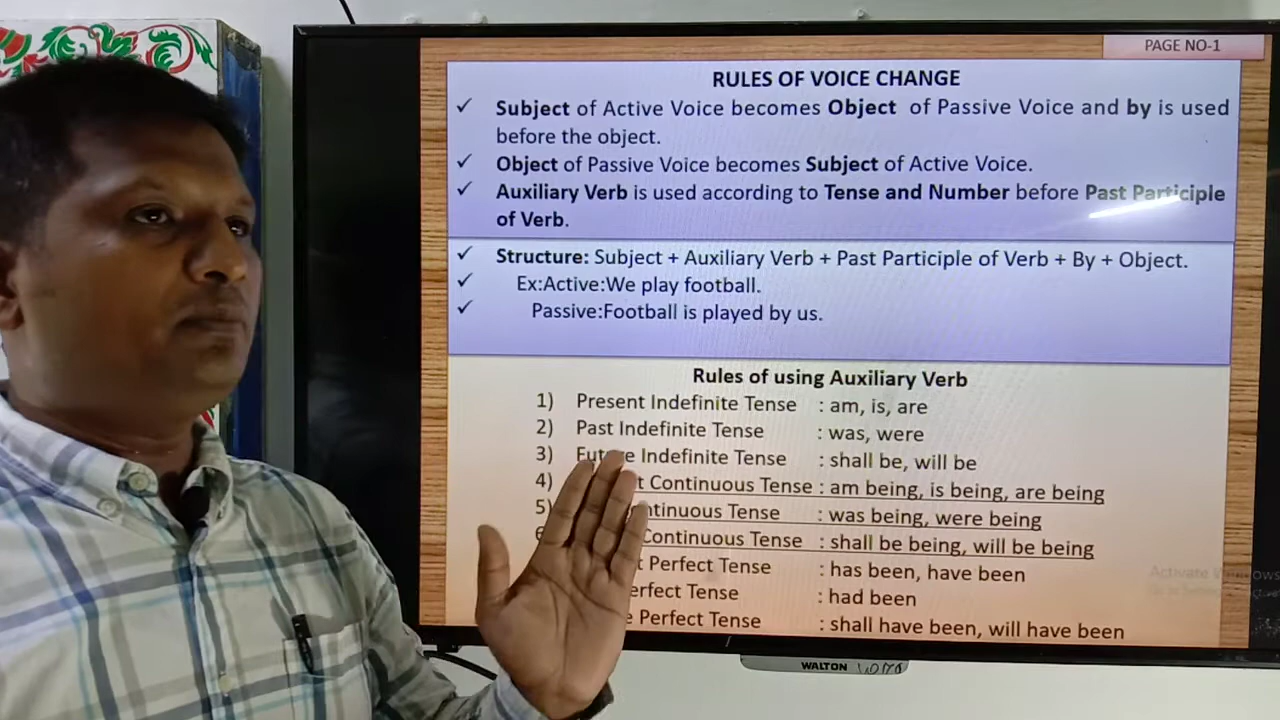 PAGE NO-1
RULES OF VOICE CHANGE
✓ Subject of Active Voice becomes Object of Passive Voice and by is used
before the object.
✓ Object of Passive Voice becomes Subject of Active Voice.
✓ Auxiliary Verb is used according to Tense and Number before Past Participle
of Verb.
✓ Structure: Subject + Auxiliary Verb + Past Participle of Verb + By + Object.
✓ Ex:Active:We play football.
✓ Passive:Football is played by us.
Rules of using Auxiliary Verb
1) Present Indefinite Tense : am, is, are
2) Past Indefinite Tense : was, were
3) Future Indefinite Tense : shall be, will be
4) Continuous Tense : am being, is being, are being
5) Continuous Tense : was being, were being
Continuous Tense : shall be being, will be being
Perfect Tense : has been, have been
Perfect Tense : had been
Perfect Tense : shall have been, will have been
Activate Windows
WALTON